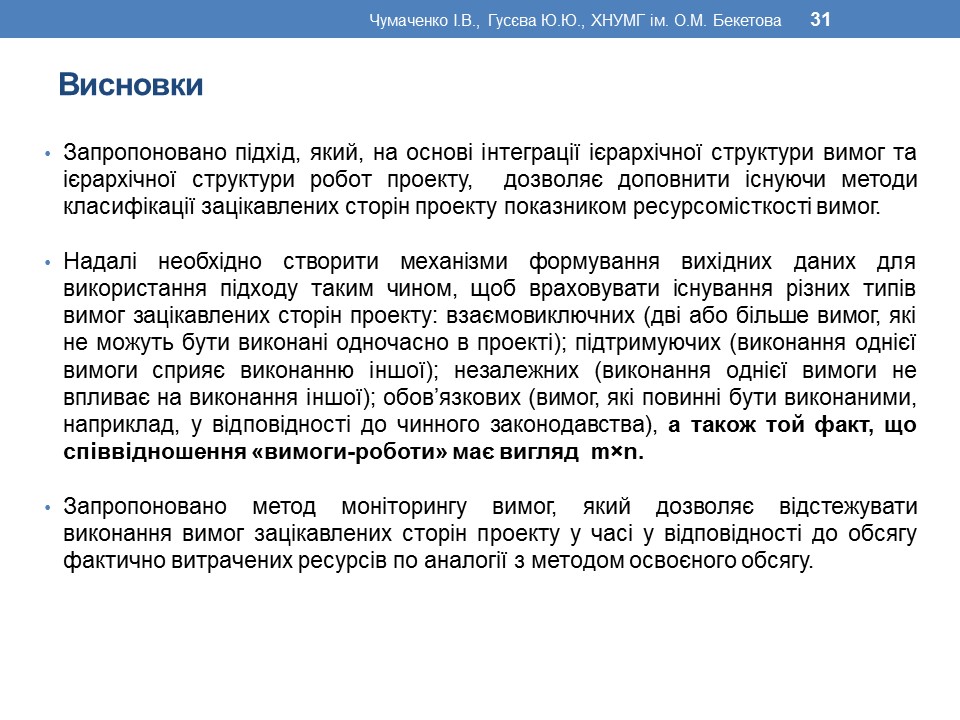 Чумаченко І.В., Гусєва Ю.Ю., ХНУМГ ім. О.М. Бекетова 31
Висновки
• Запропоновано підхід, який, на основі інтеграції ієрархічної структури вимог та
ієрархічної структури робот проекту, дозволяє доповнити існуючи методи
класифікації зацікавлених сторін проекту показником ресурсомісткості вимог.
• Надалі необхідно створити механізми формування вихідних даних для
використання підходу таким чином, щоб враховувати існування різних типів
вимог зацікавлених сторін проекту: взаємовиключних (дві або більше вимог, які
не можуть бути виконані одночасно в проекті); підтримуючих (виконання однієї
вимоги сприяє виконанню іншої); незалежних (виконання однієї вимоги не
впливає на виконання іншої); обов’язкових (вимог, які повинні бути виконаними,
наприклад, у відповідності до чинного законодавства), а також той факт, що
співвідношення «вимоги-роботи» має вигляд m×n.
• Запропоновано метод моніторингу вимог, який дозволяє відстежувати
виконання вимог зацікавлених сторін проекту у часі у відповідності до обсягу
фактично витрачених ресурсів по аналогії з методом освоєного обсягу.